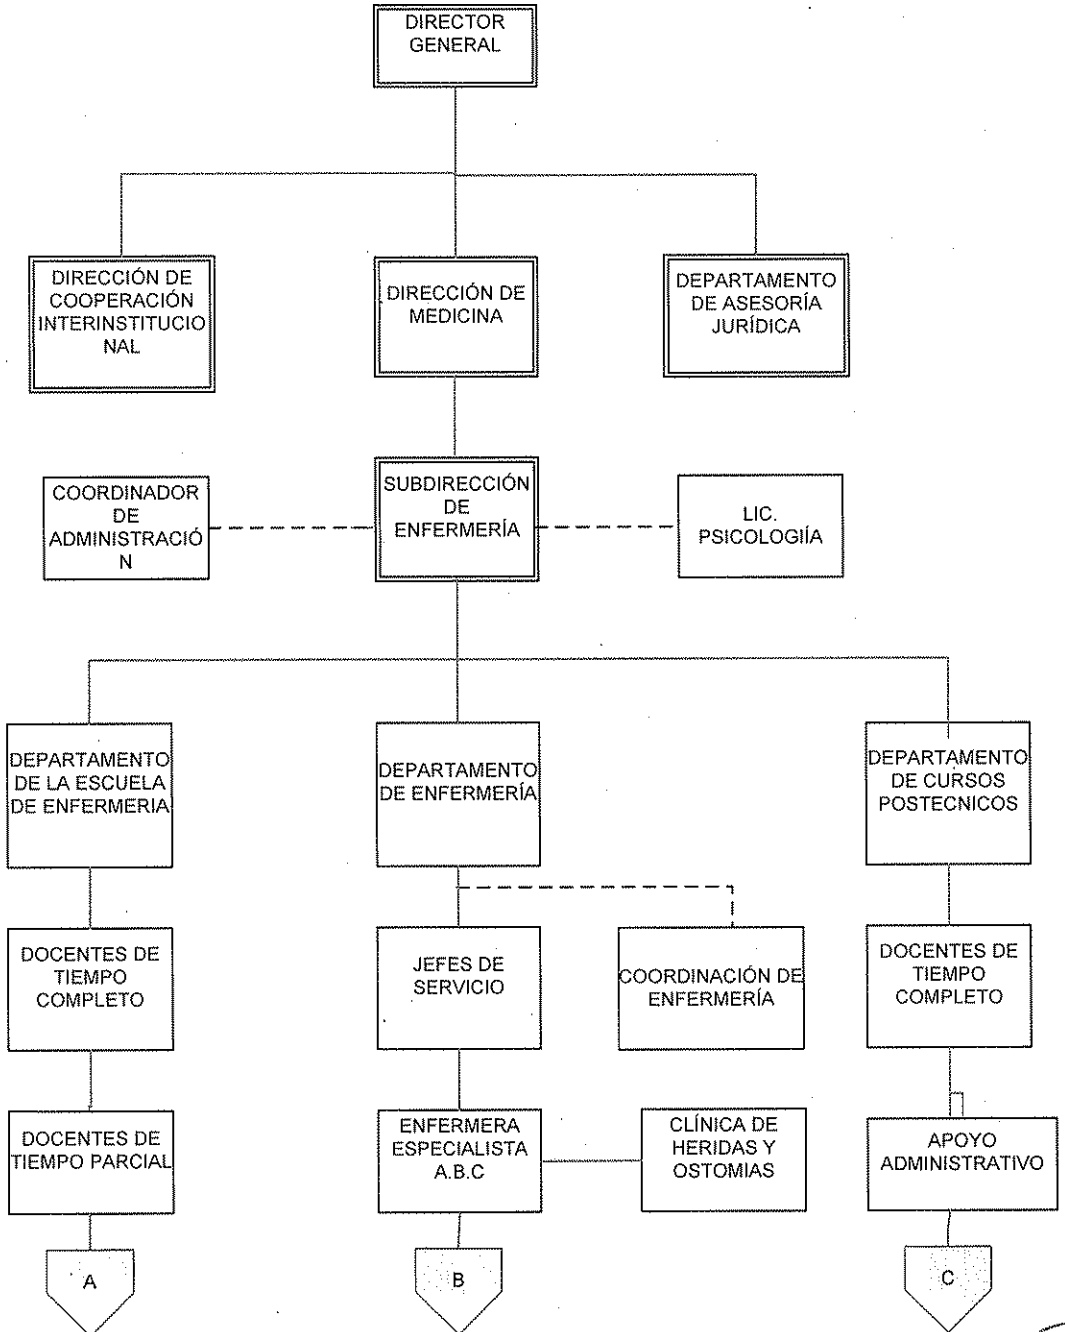 DIRECTOR
GENERAL
DIRECCIÓN DE
COOPERACIÓN
INTERINSTITUCIO
NAL
DIRECCIÓN DE
MEDICINA
DEPARTAMENTO
DE ASESORÍA
JURÍDICA
COORDINADOR
DE
ADMINISTRACIÓ
N
SUBDIRECCIÓN
DE
ENFERMERÍA
LIC.
PSICOLOGIÍA
DEPARTAMENTO
DE LA ESCUELA
DE ENFERMERIA
DEPARTAMENTO
DE ENFERMERÍA
DEPARTAMENTO
DE CURSOS
POSTECNICOS
DOCENTES DE
TIEMPO
COMPLETO
JEFES DE
SERVICIO
COORDINACIÓN DE
ENFERMERÍA
DOCENTES DE
TIEMPO
COMPLETO
DOCENTES DE
TIEMPO PARCIAL
ENFERMERA
ESPECIALISTA
A.B.C
CLÍNICA DE
HERIDAS Y
OSTOMIAS
APOYO
ADMINISTRATIVO
A
B
C